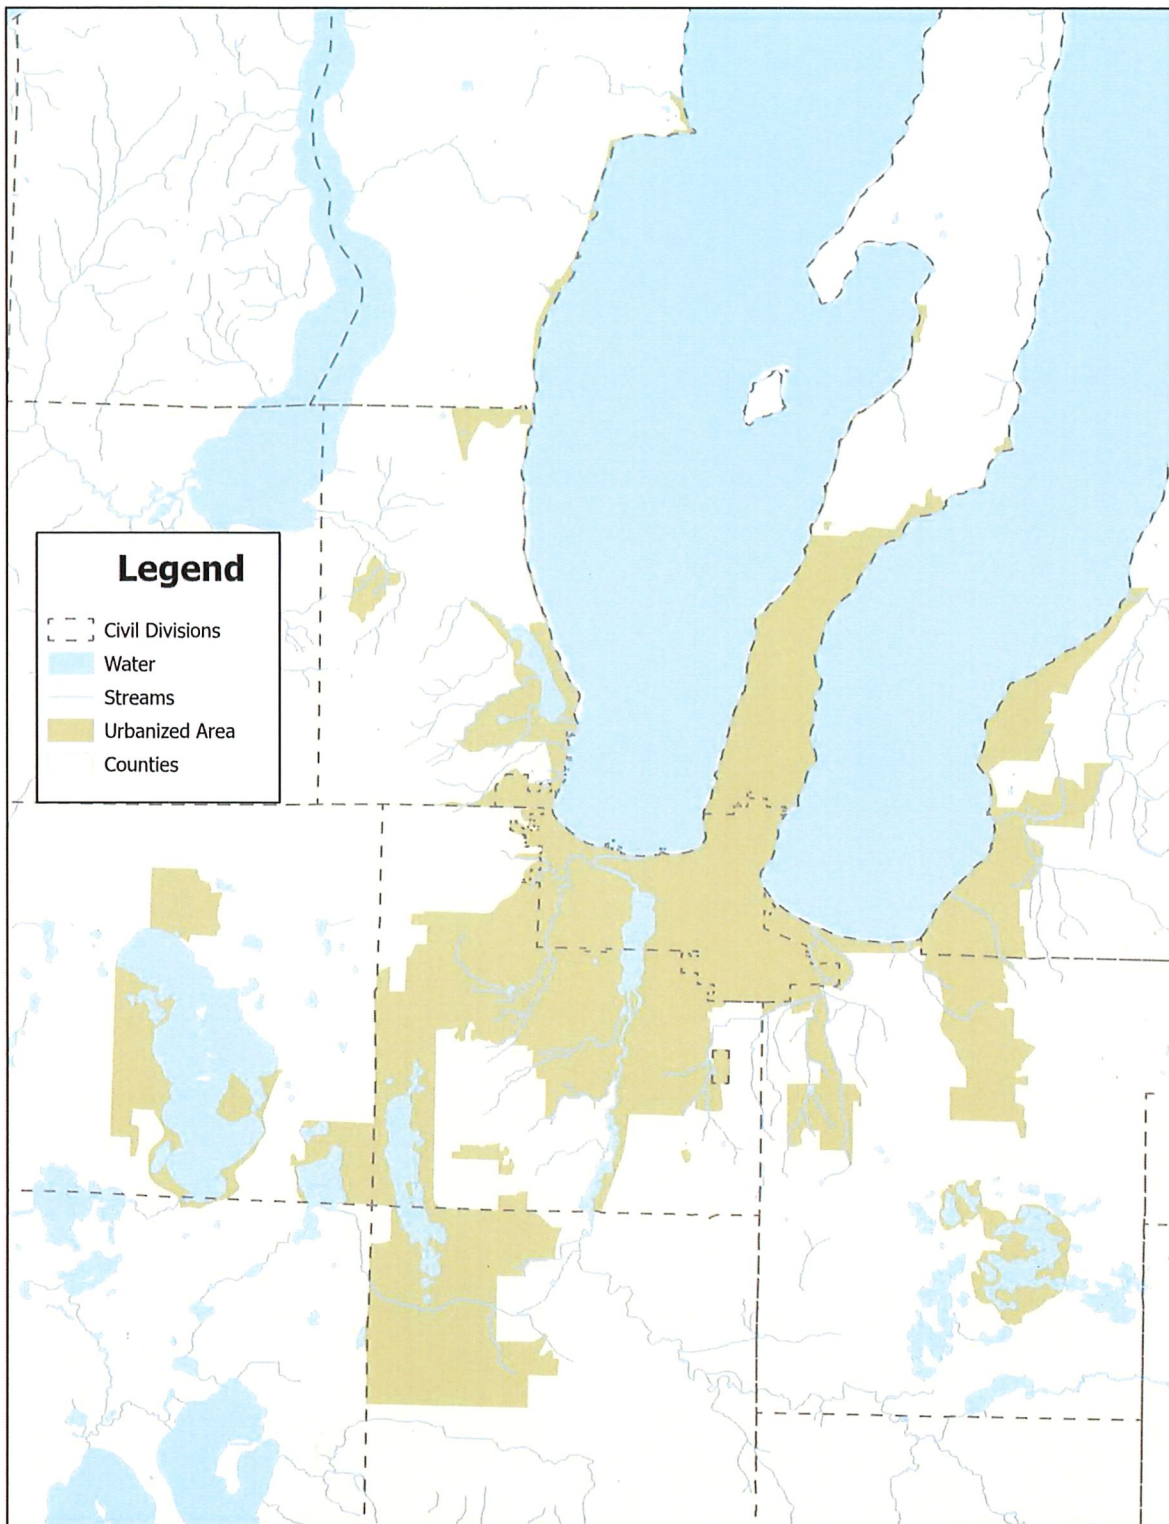 Legend
Civil Divisions
Water
Streams
Urbanized Area
Counties